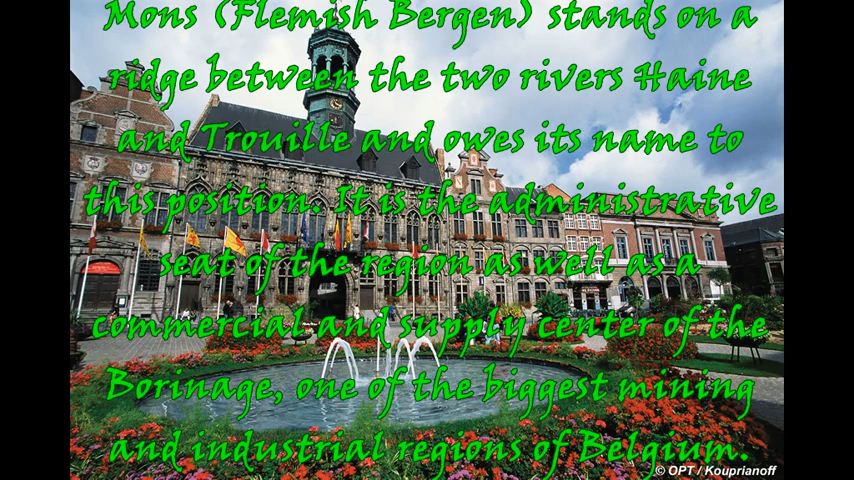 Mons (Flemish Bergen) stands on a
ridge between the two rivers Haine
and Trouille and owes its name to
this position. It is the administrative
seat of the region as well as a
commercial and supply center of the
Borinage, one of the biggest mining
and industrial regions of Belgium.
© OPT / Kouprianoff